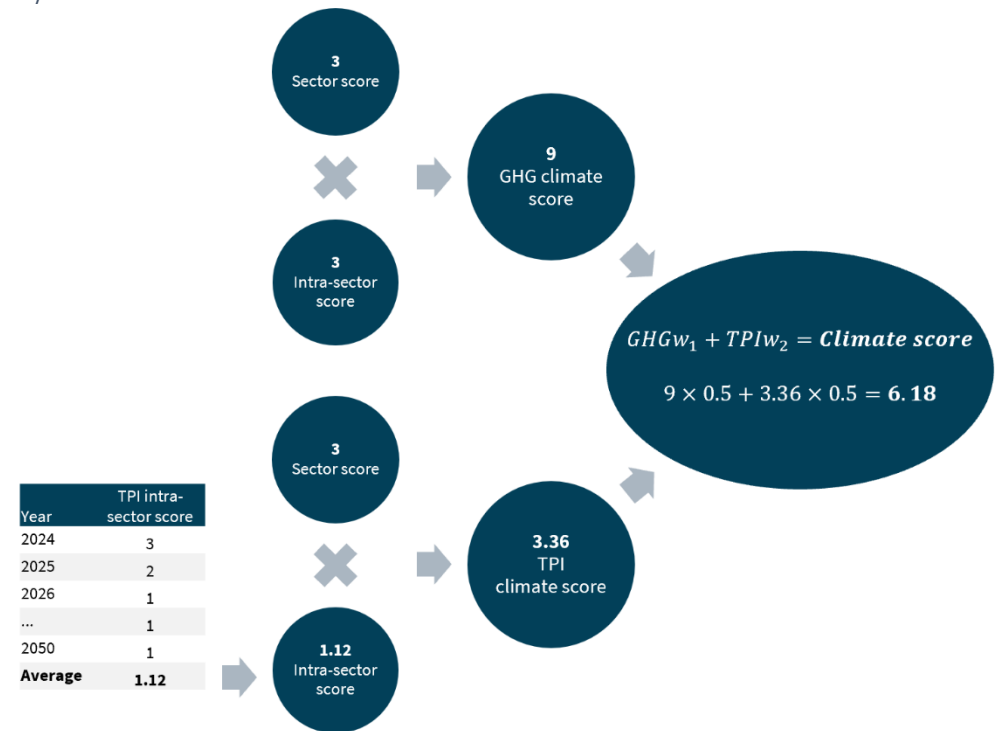 3
Sector score
3
Intra-sector
score
9
GHG climate
score
GHGw₁ + TPIw₂ = Climate score
9 × 0.5 + 3.36 × 0.5 = 6.18
3
Sector score
1.12
Intra-sector
score
3.36
TPI
climate score
Year TPI intra-
sector score
2024 3
2025 2
2026 1
... 1
2050 1
Average 1.12